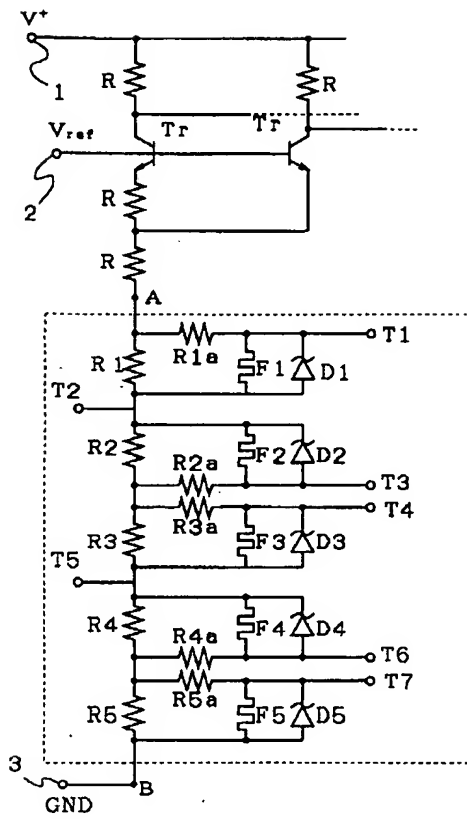 V+
1
R
R
Tr
Tr
Vref
2
R
R
A
R1
R1a
F1
D1
T1
T2
R2
R2a
F2
D2
T3
T4
R3
R3a
F3
D3
T5
R4
R4a
F4
D4
T6
T7
R5
R5a
F5
D5
3
GND
B